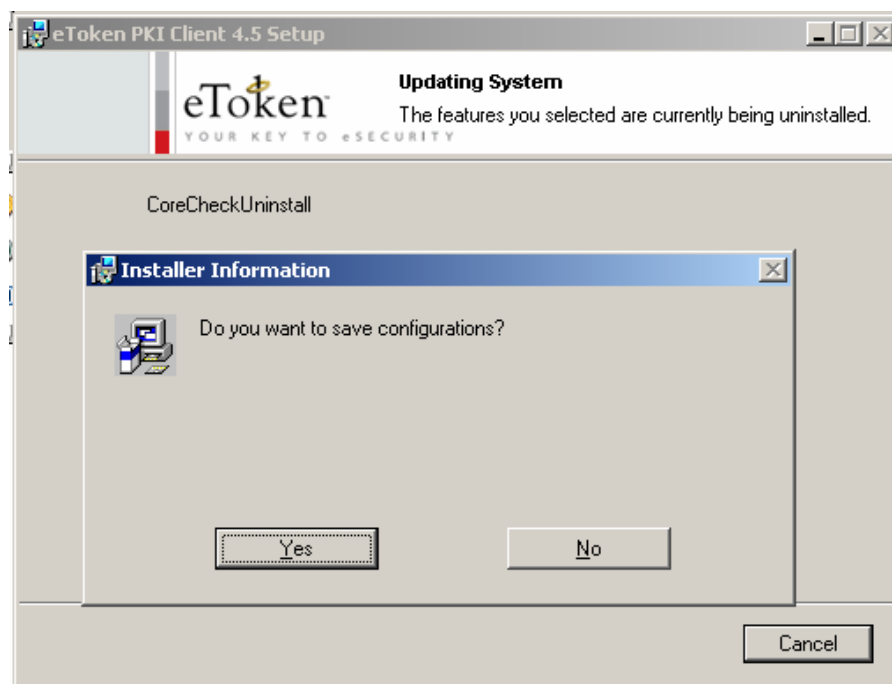 eToken PKI Client 4.5 Setup
eToken
YOUR KEY TO eSECURITY
Updating System
The features you selected are currently being uninstalled.
CoreCheckUninstall
Installer Information
Do you want to save configurations?
Yes
No
Cancel